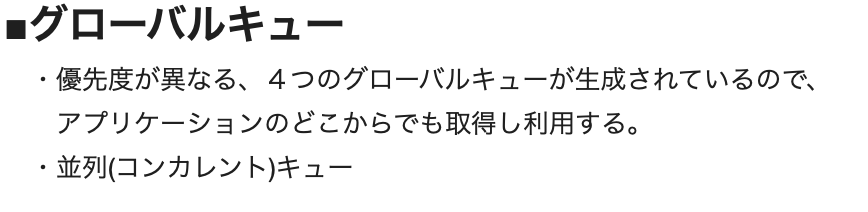 ■グローバルキュー
・優先度が異なる、４つのグローバルキューが生成されているので、
アプリケーションのどこからでも取得し利用する。
・並列(コンカレント)キュー